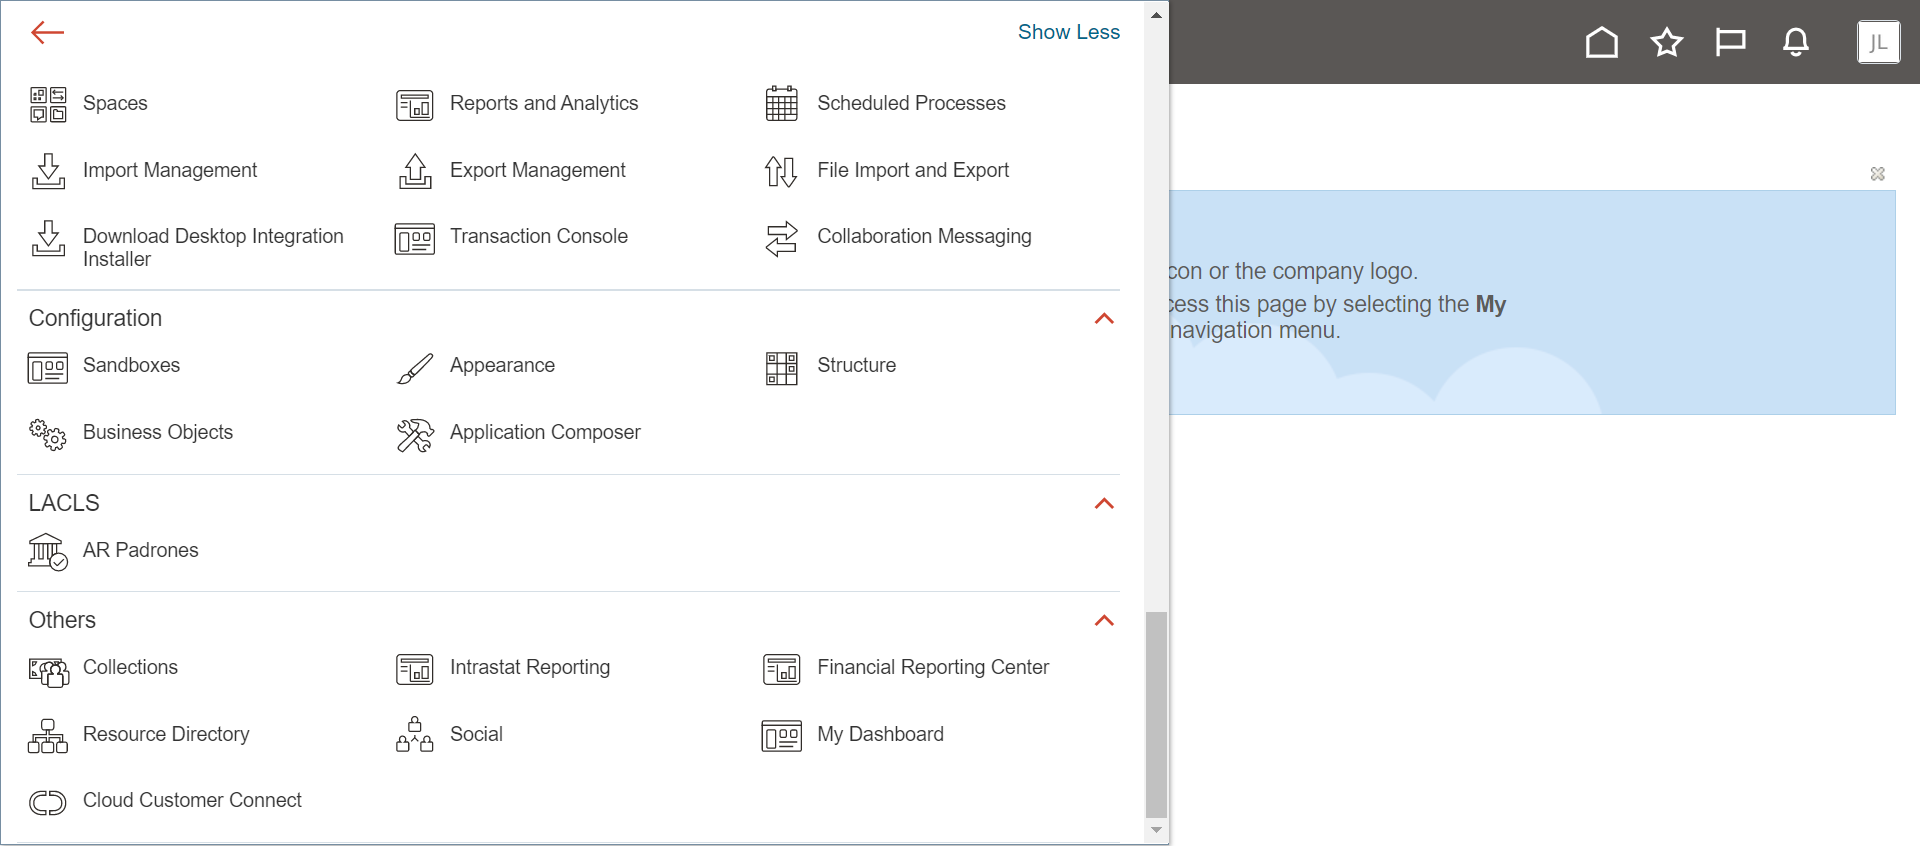 Show Less
JL
Spaces
Reports and Analytics
Scheduled Processes
Import Management
Export Management
File Import and Export
Download Desktop Integration
Installer
Transaction Console
Collaboration Messaging
Configuration
Sandboxes
Appearance
Structure
Business Objects
Application Composer
LACLS
AR Padrones
Others
Collections
Intrastat Reporting
Financial Reporting Center
Resource Directory
Social
My Dashboard
Cloud Customer Connect
con or the company logo.
cess this page by selecting the My
navigation menu.